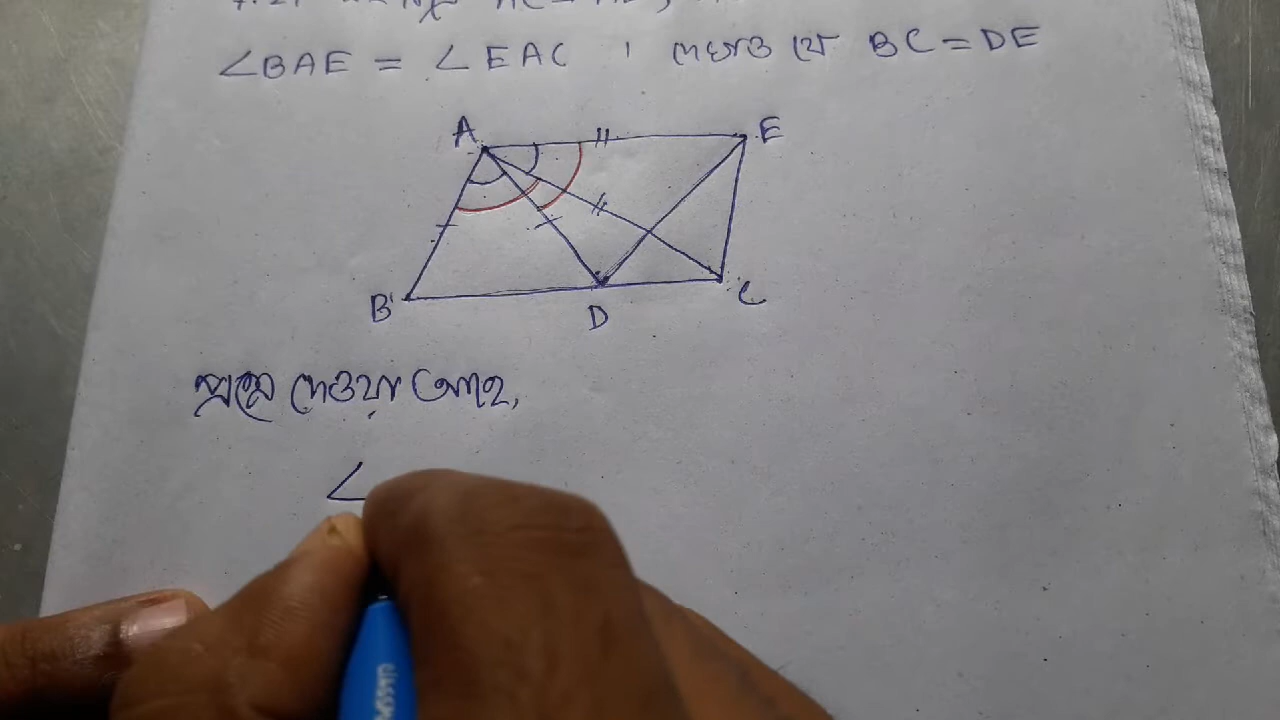 ∠BAE = ∠EAC । দেখাও যে BC = DE
A
E
B
D
C
প্রশ্নে দেওয়া আছে,
∠